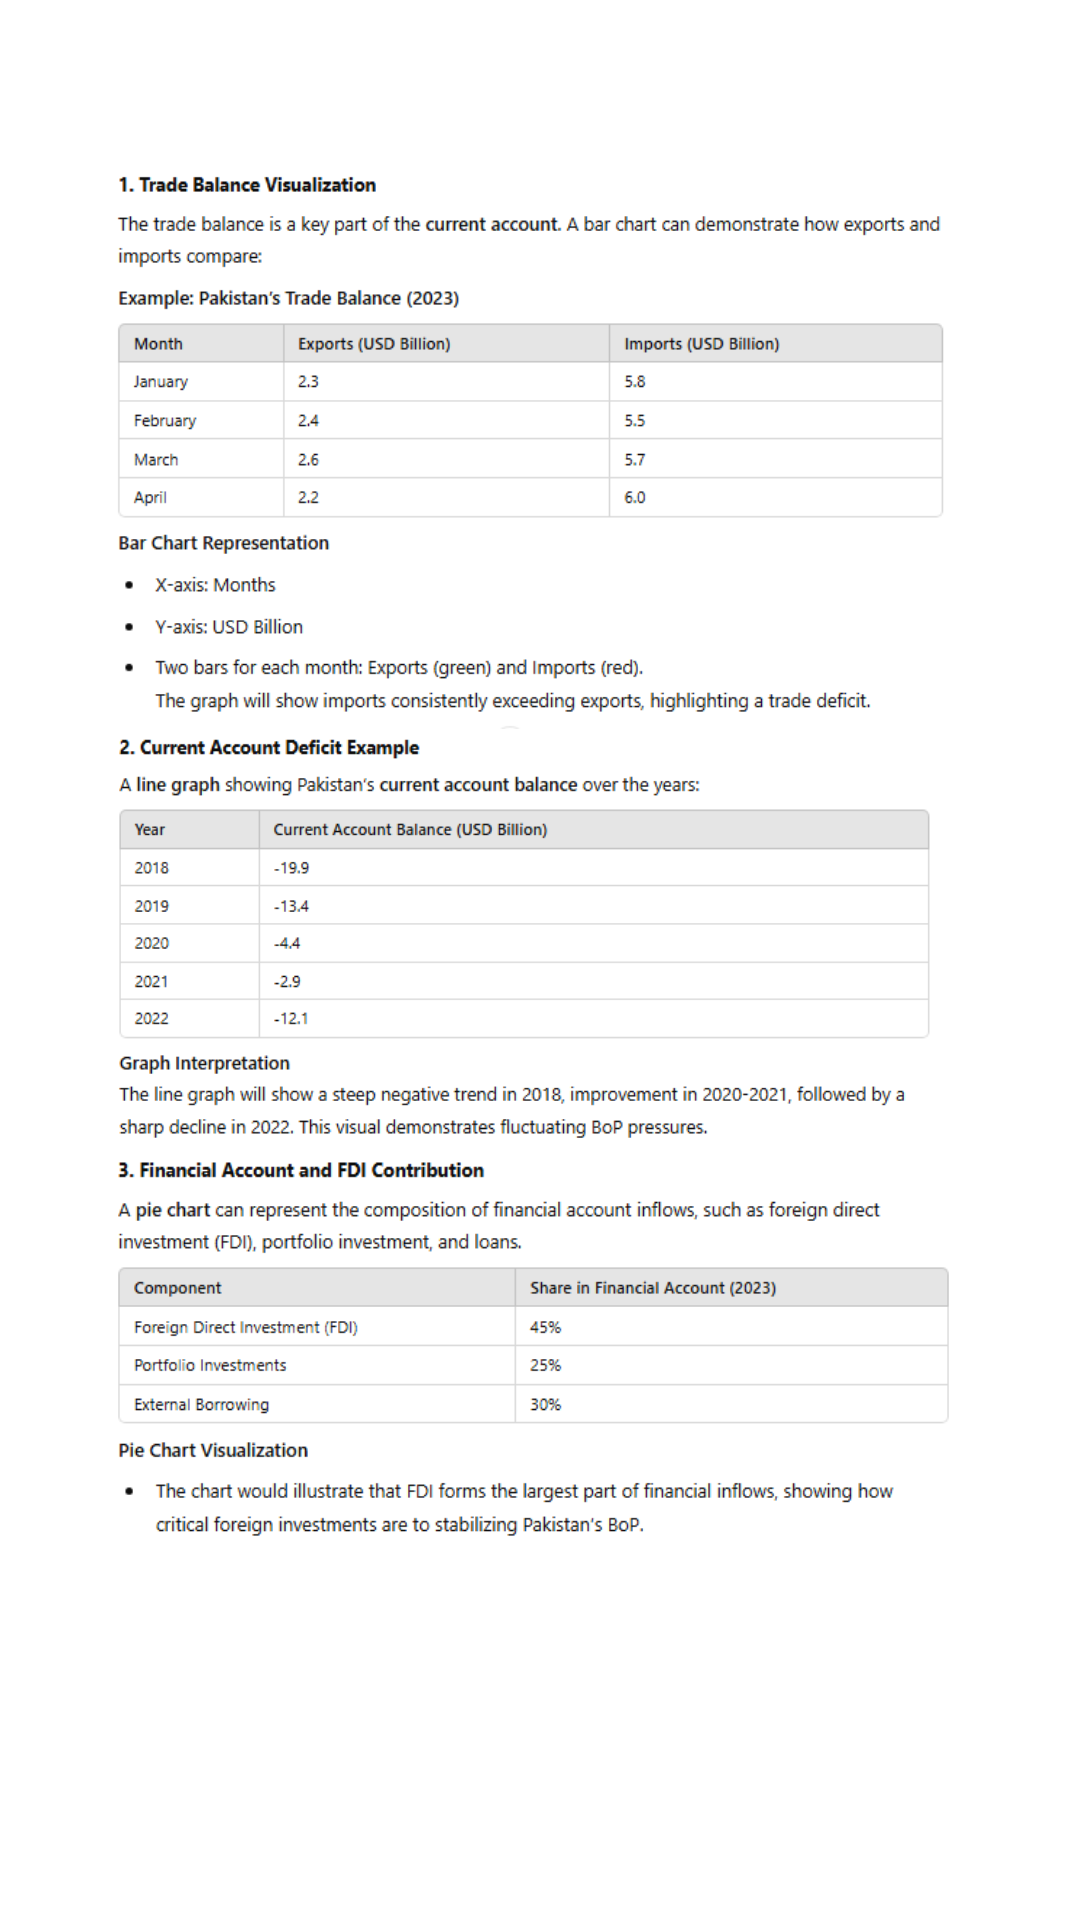 1. Trade Balance Visualization
The trade balance is a key part of the current account. A bar chart can demonstrate how exports and
imports compare:
Example: Pakistan's Trade Balance (2023)
Month Exports (USD Billion) Imports (USD Billion)
January 2.3 5.8
February 2.4 5.5
March 2.6 5.7
April 2.2 6.0
Bar Chart Representation
• X-axis: Months
• Y-axis: USD Billion
• Two bars for each month: Exports (green) and Imports (red).
The graph will show imports consistently exceeding exports, highlighting a trade deficit.
2. Current Account Deficit Example
A line graph showing Pakistan's current account balance over the years:
Year Current Account Balance (USD Billion)
2018 -19.9
2019 -13.4
2020 -4.4
2021 -2.9
2022 -12.1
Graph Interpretation
The line graph will show a steep negative trend in 2018, improvement in 2020-2021, followed by a
sharp decline in 2022. This visual demonstrates fluctuating BoP pressures.
3. Financial Account and FDI Contribution
A pie chart can represent the composition of financial account inflows, such as foreign direct
investment (FDI), portfolio investment, and loans.
Component Share in Financial Account (2023)
Foreign Direct Investment (FDI) 45%
Portfolio Investments 25%
External Borrowing 30%
Pie Chart Visualization
• The chart would illustrate that FDI forms the largest part of financial inflows, showing how
critical foreign investments are to stabilizing Pakistan's BoP.